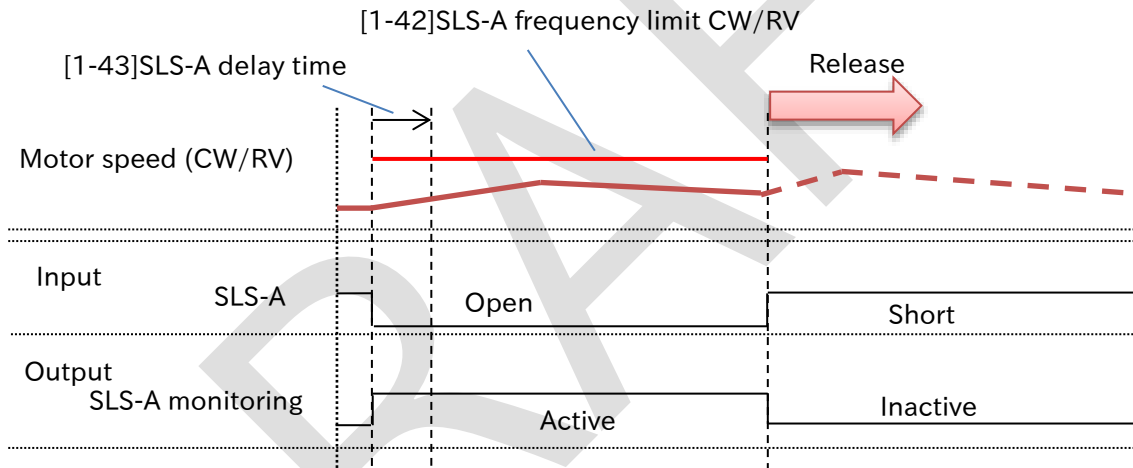 [1-42]SLS-A frequency limit CW/RV
[1-43]SLS-A delay time
Release
Motor speed (CW/RV)
Input
SLS-A
Open
Short
Output
SLS-A monitoring
Active
Inactive